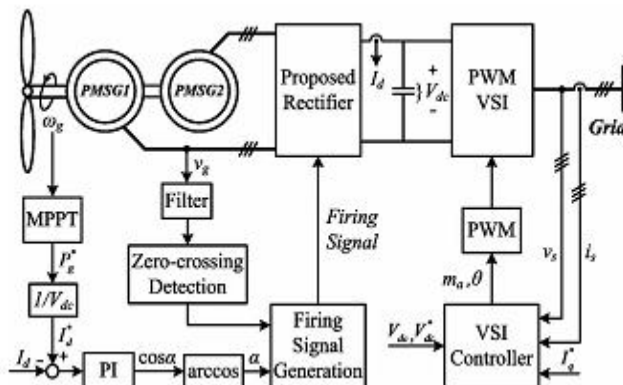 PMSG1
PMSG2
ω_g
v_g
Proposed
Rectifier
I_d
+
V_dc
-
PWM
VSI
Grid
MPPT
P_g^*
1/V_dc
I_d^*
I_d
-
+
PI
cosα
arccos
α
Filter
Zero-crossing
Detection
Firing
Signal
Firing
Signal
Generation
PWM
m_a,θ
v_s
i_s
V_dc,V_dc^*
VSI
Controller
I_q^*